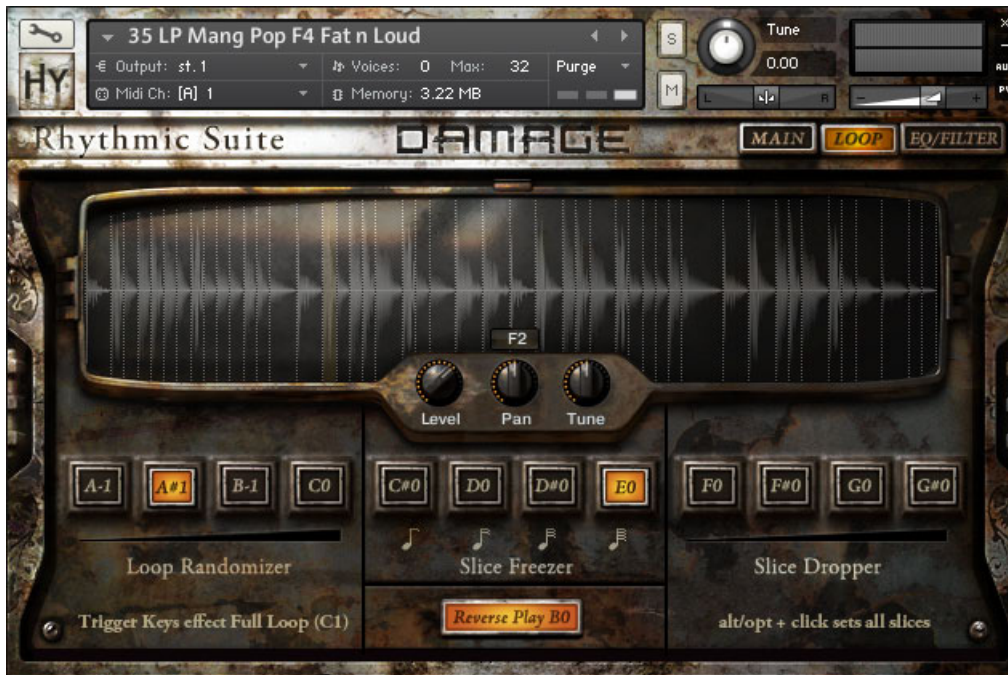 35 LP Mang Pop F4 Fat n Loud
S
Tune
Output: st.1
Voices: 0 Max: 32
Purge
0.00
HY
Midi Ch: [A] 1
Memory: 3.22 MB
M
L
R
AU
PV
Rhythmic Suite
DAMAGE
MAIN
LOOP
EQ/FILTER
F2
Level
Pan
Tune
A-1
A#1
B-1
C0
C#0
D0
D#0
E0
F0
F#0
G0
G#0
Loop Randomizer
Slice Freezer
Slice Dropper
Trigger Keys effect Full Loop (C1)
Reverse Play B0
alt/opt + click sets all slices